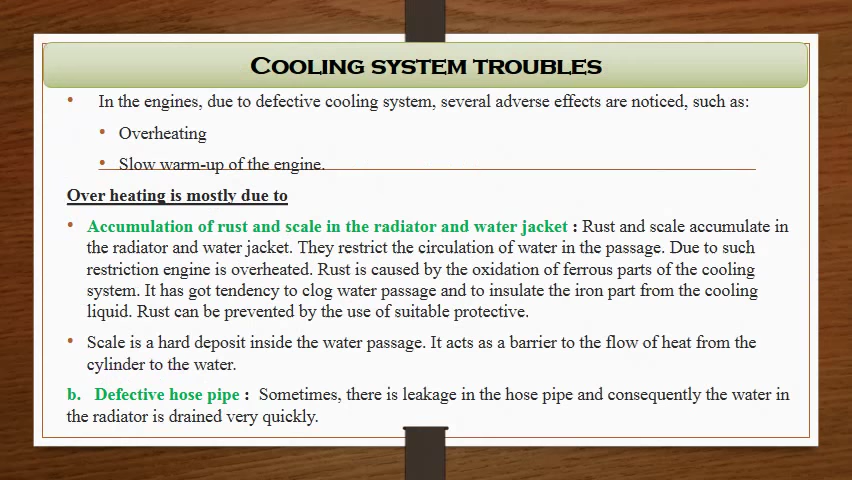 COOLING SYSTEM TROUBLES
• In the engines, due to defective cooling system, several adverse effects are noticed, such as:
• Overheating
• Slow warm-up of the engine.
Over heating is mostly due to
• Accumulation of rust and scale in the radiator and water jacket : Rust and scale accumulate in
the radiator and water jacket. They restrict the circulation of water in the passage. Due to such
restriction engine is overheated. Rust is caused by the oxidation of ferrous parts of the cooling
system. It has got tendency to clog water passage and to insulate the iron part from the cooling
liquid. Rust can be prevented by the use of suitable protective.
• Scale is a hard deposit inside the water passage. It acts as a barrier to the flow of heat from the
cylinder to the water.
b. Defective hose pipe : Sometimes, there is leakage in the hose pipe and consequently the water in
the radiator is drained very quickly.